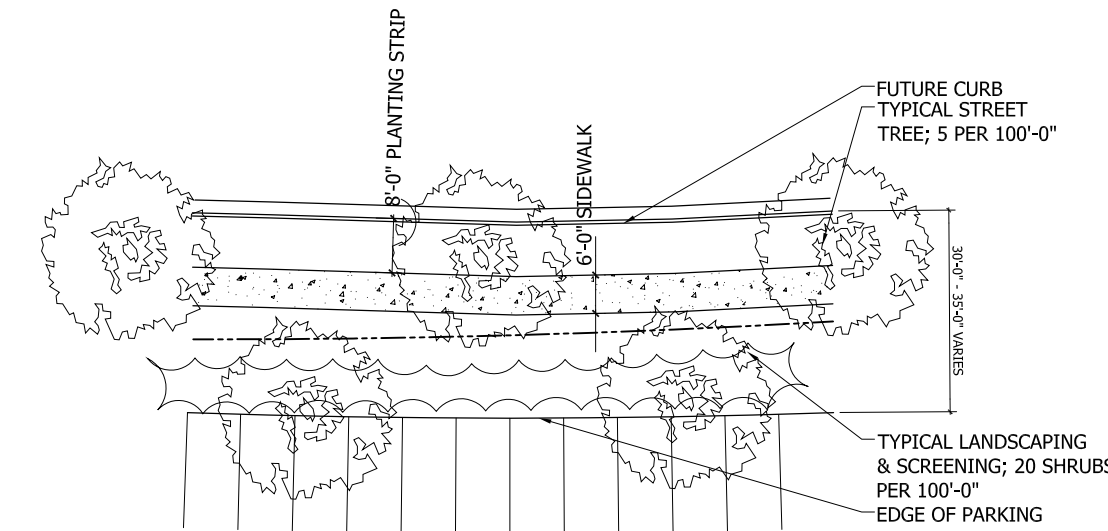 8'-0" PLANTING STRIP
6'-0" SIDEWALK
FUTURE CURB
TYPICAL STREET
TREE; 5 PER 100'-0"
30'-0" - 35'-0" VARIES
TYPICAL LANDSCAPING
& SCREENING; 20 SHRUBS
PER 100'-0"
EDGE OF PARKING